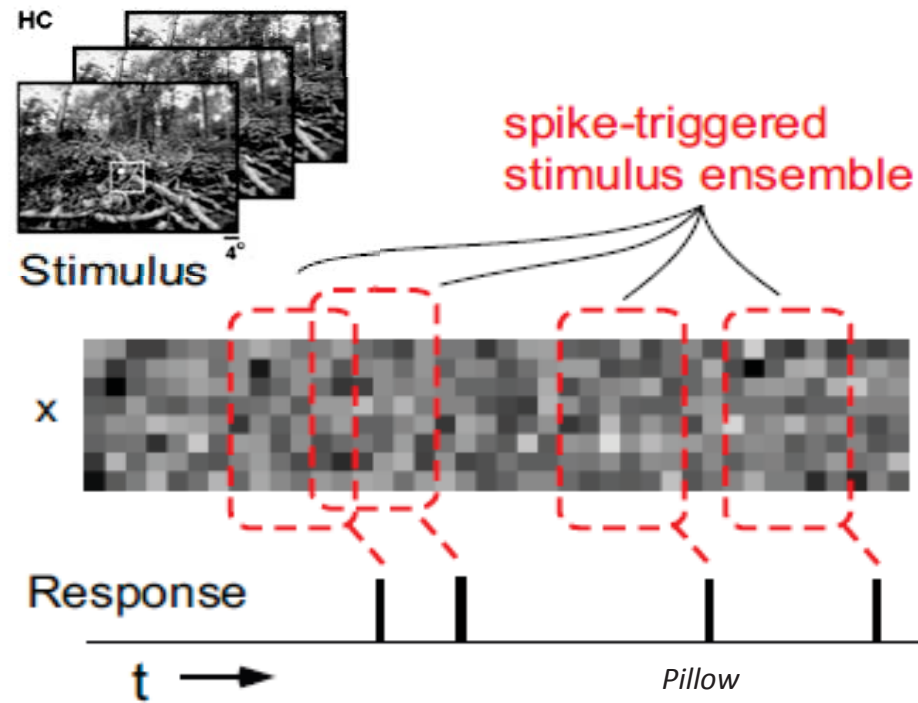 HC
spike-triggered
stimulus ensemble
4°
Stimulus
x
Response
t
Pillow